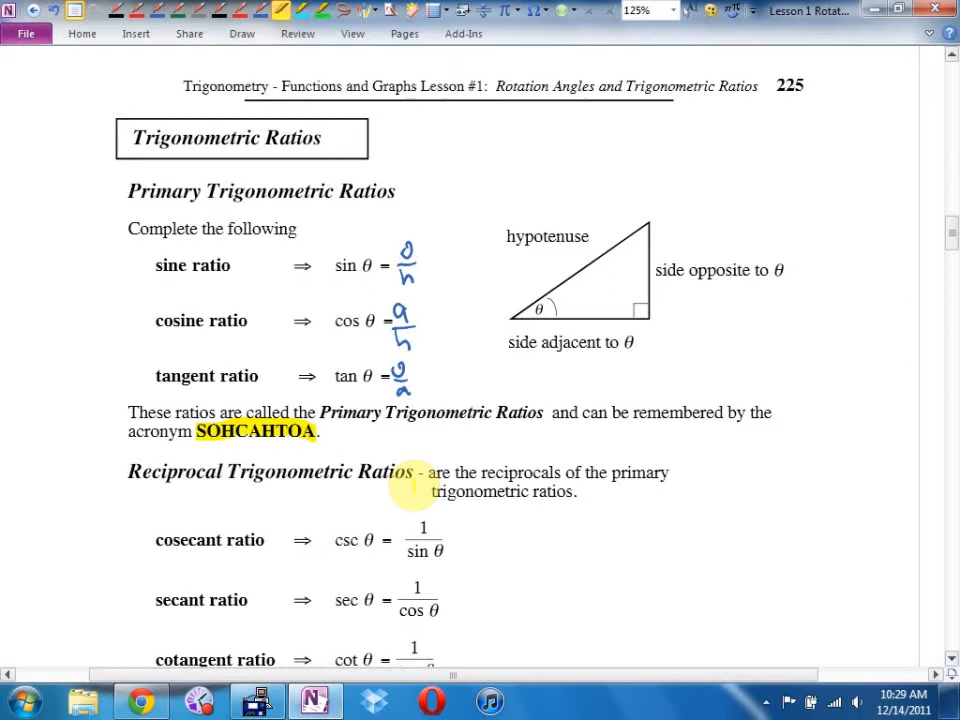 125%
Lesson 1 Rotat...
File Home Insert Share Draw Review View Pages Add-Ins
Trigonometry - Functions and Graphs Lesson #1: Rotation Angles and Trigonometric Ratios 225
Trigonometric Ratios
Primary Trigonometric Ratios
Complete the following
hypotenuse
sine ratio ⇒ sin θ = o/h
side opposite to θ
θ
cosine ratio ⇒ cos θ = a/h
side adjacent to θ
tangent ratio ⇒ tan θ = o/a
These ratios are called the Primary Trigonometric Ratios and can be remembered by the
acronym SOHCAHTOA.
Reciprocal Trigonometric Ratios - are the reciprocals of the primary
trigonometric ratios.
cosecant ratio ⇒ csc θ = 1/sin θ
secant ratio ⇒ sec θ = 1/cos θ
cotangent ratio ⇒ cot θ = 1
10:29 AM
12/14/2011